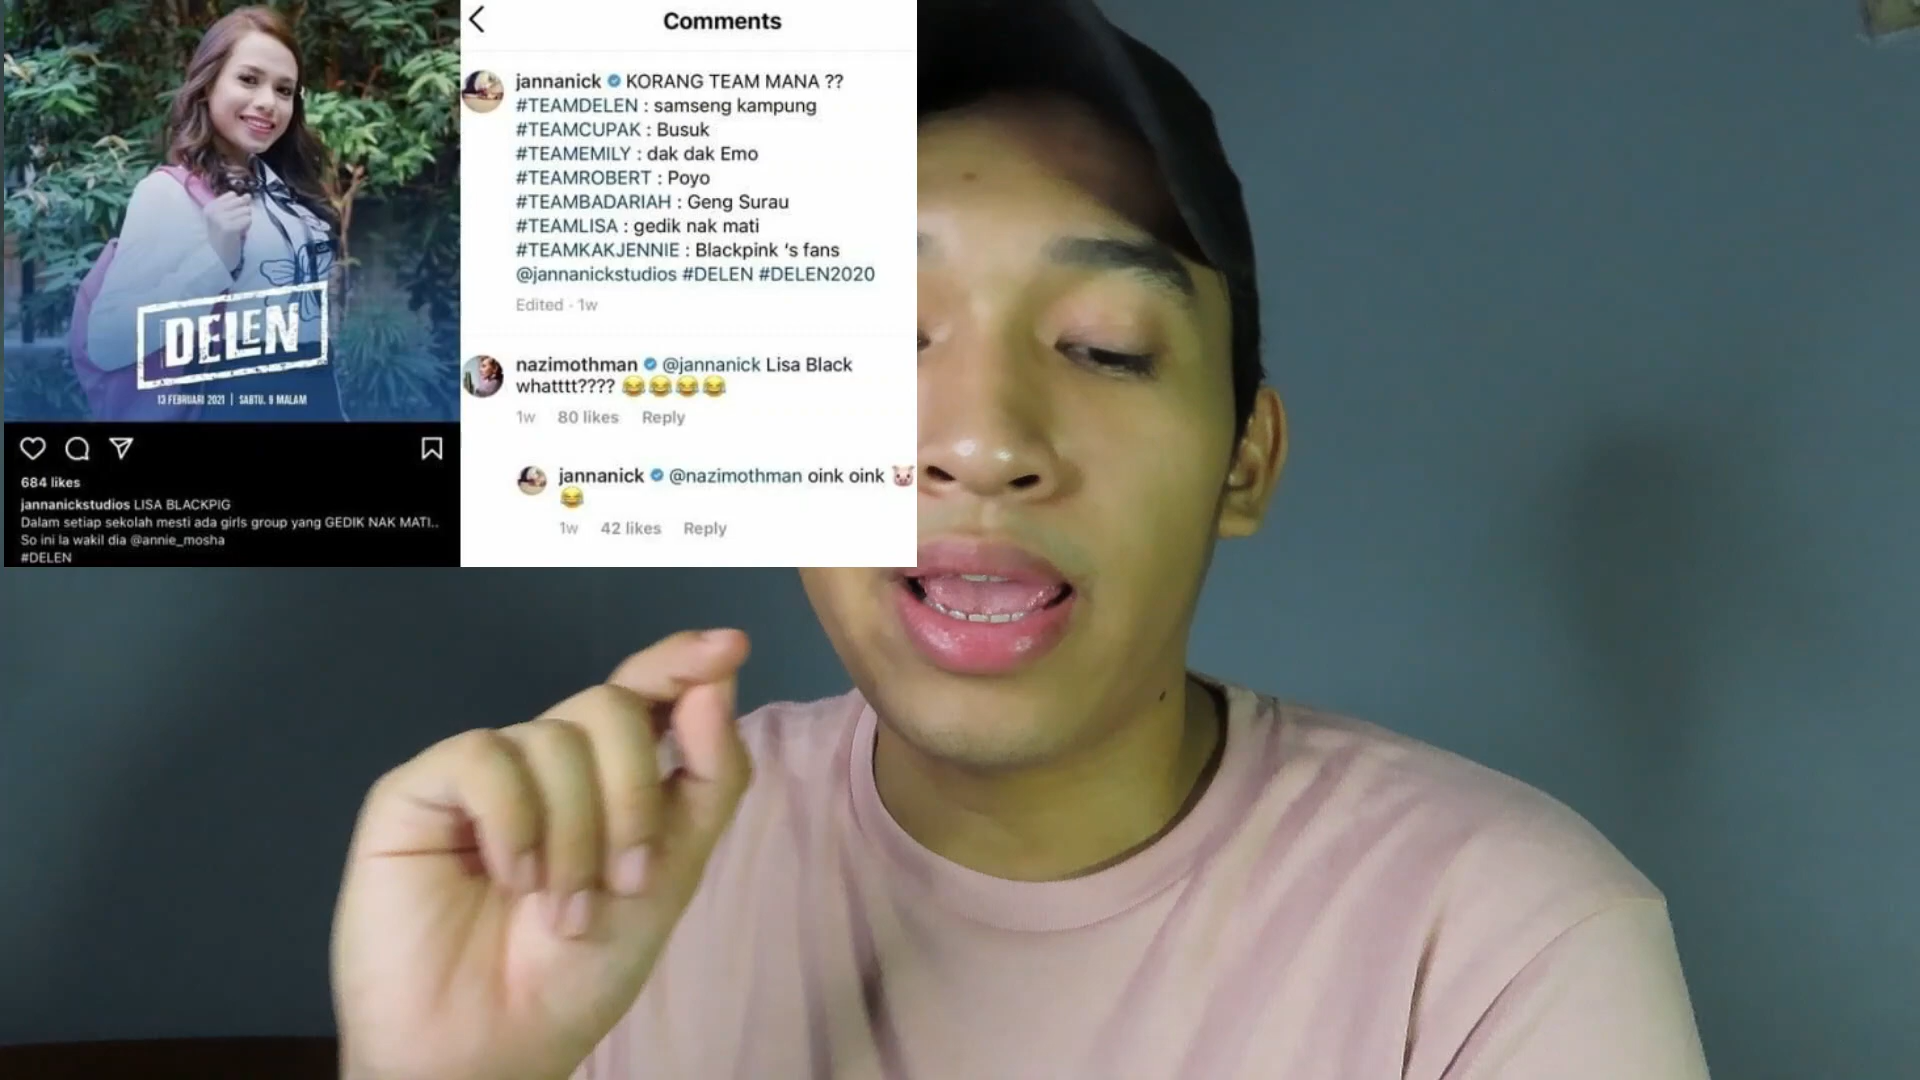 DELEN
13 FEBRUARI 2021 | SABTU, 9 MALAM
684 likes
jannanickstudios LISA BLACKPIG
Dalam setiap sekolah mesti ada girls group yang GEDIK NAK MATI..
So ini la wakil dia @annie_mosha
#DELEN
Comments
jannanick KORANG TEAM MANA ??
#TEAMDELEN : samseng kampung
#TEAMCUPAK : Busuk
#TEAMEMILY : dak dak Emo
#TEAMROBERT : Poyo
#TEAMBADARIAH : Geng Surau
#TEAMLISA : gedik nak mati
#TEAMKAKJENNIE : Blackpink ‘s fans
@jannanickstudios #DELEN #DELEN2020
Edited · 1w
nazimothman @jannanick Lisa Black
whatttt???? 😂😂😂😂
1w 80 likes Reply
jannanick @nazimothman oink oink 🐷
😂
1w 42 likes Reply